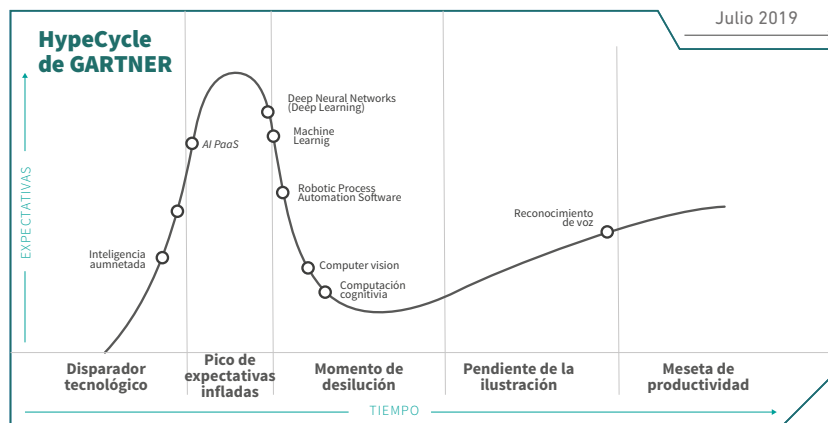 Julio 2019
HypeCycle
de GARTNER
EXPECTATIVAS
Deep Neural Networks
(Deep Learning)
Machine
Learnig
AI PaaS
Robotic Process
Automation Software
Reconocimiento
de voz
Inteligencia
aumnetada
Computer vision
Computación
cognitivia
Disparador
tecnológico
Pico de
expectativas
infladas
Momento de
desilución
Pendiente de la
ilustración
Meseta de
productividad
TIEMPO